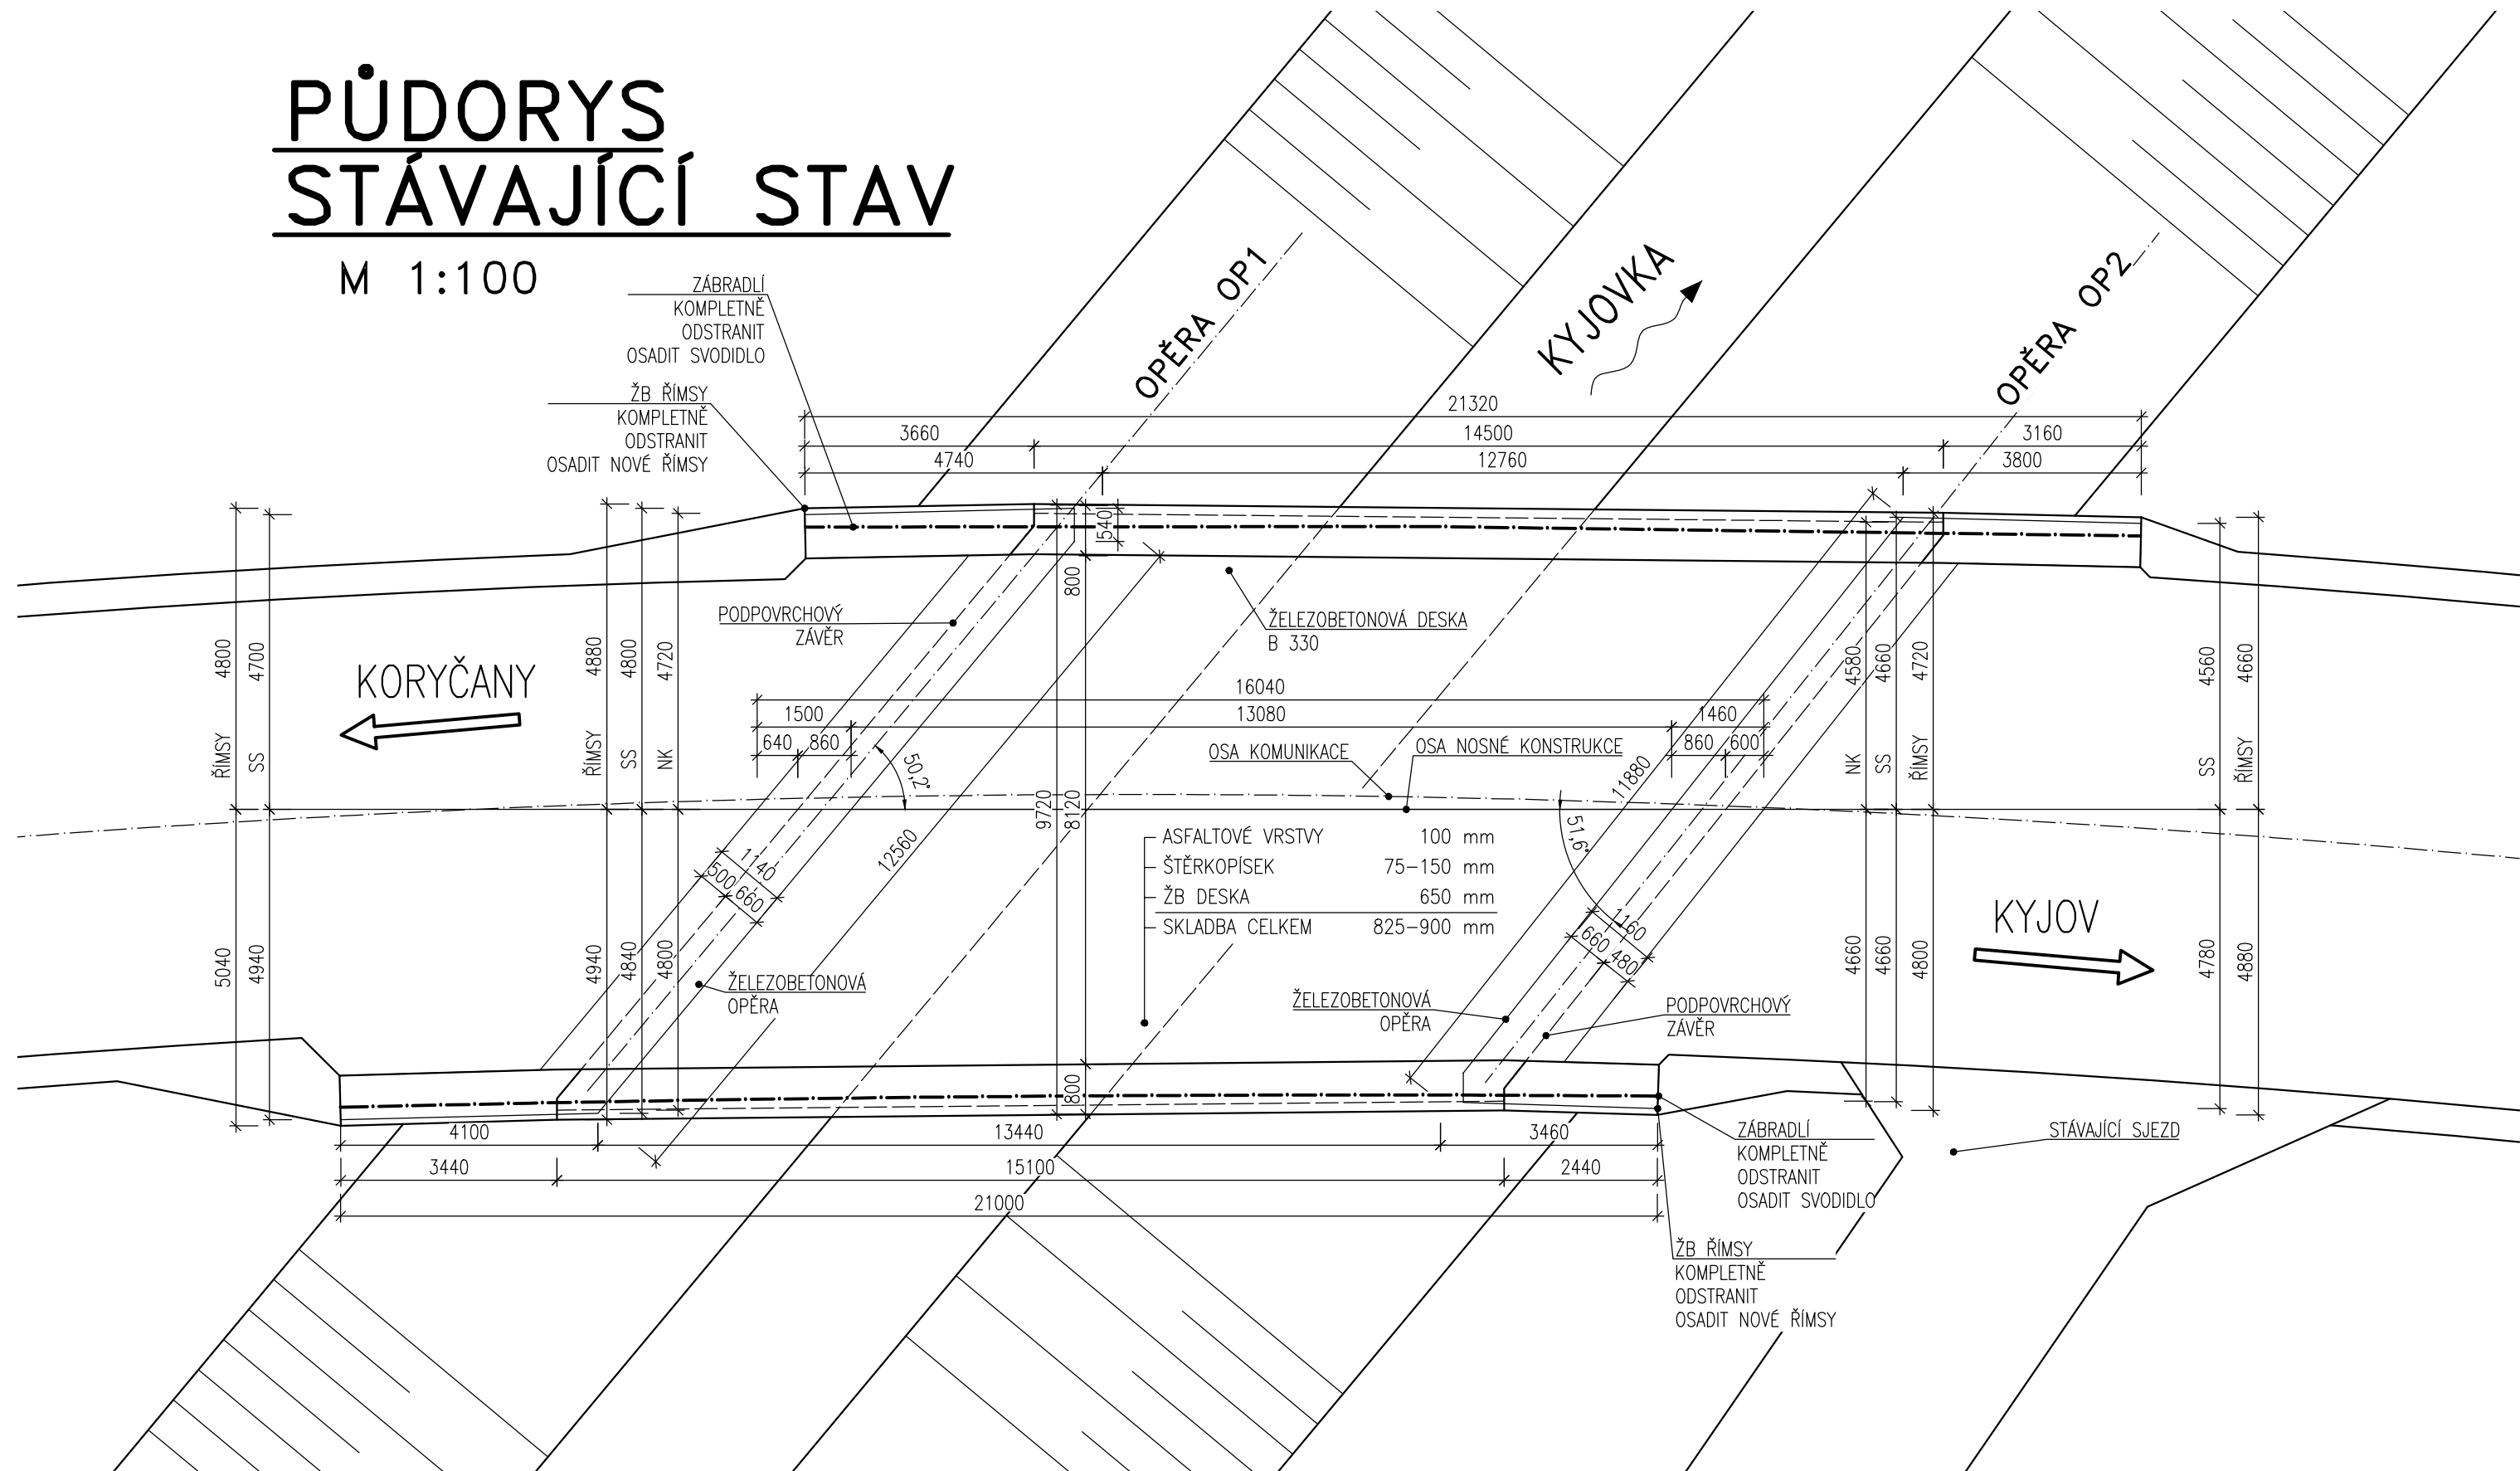 PŮDORYS
STÁVAJÍCÍ STAV
M 1:100
ZÁBRADLÍ
KOMPLETNĚ
ODSTRANIT
OSADIT SVODIDLO
ŽB ŘÍMSY
KOMPLETNĚ
ODSTRANIT
OSADIT NOVÉ ŘÍMSY
OPĚRA OP1
KYJOVKA
OPĚRA OP2
21320
3660 14500 3160
4740 12760 3800
540
800
PODPOVRCHOVÝ
ZÁVĚR
ŽELEZOBETONOVÁ DESKA
B 330
4800 4700
4880 4800 4720
4580 4660 4720
4560 4660
KORYČANY
16040
1500 13080 1460
640 860 860 600
ŘÍMSY SS
ŘÍMSY SS NK
NK SS ŘÍMSY
SS ŘÍMSY
50,2°
OSA KOMUNIKACE
OSA NOSNÉ KONSTRUKCE
11880
9720 8120
51,6°
12560
ASFALTOVÉ VRSTVY 100 mm
ŠTĚRKOPÍSEK 75-150 mm
ŽB DESKA 650 mm
SKLADBA CELKEM 825-900 mm
1140
500 660
1160
660 480
KYJOV
5040 4940
4940 4840 4800
4660 4660 4800
4780 4880
ŽELEZOBETONOVÁ
OPĚRA
ŽELEZOBETONOVÁ
OPĚRA
PODPOVRCHOVÝ
ZÁVĚR
800
4100 13440 3460
3440 15100 2440
21000
ZÁBRADLÍ
KOMPLETNĚ
ODSTRANIT
OSADIT SVODIDLO
STÁVAJÍCÍ SJEZD
ŽB ŘÍMSY
KOMPLETNĚ
ODSTRANIT
OSADIT NOVÉ ŘÍMSY